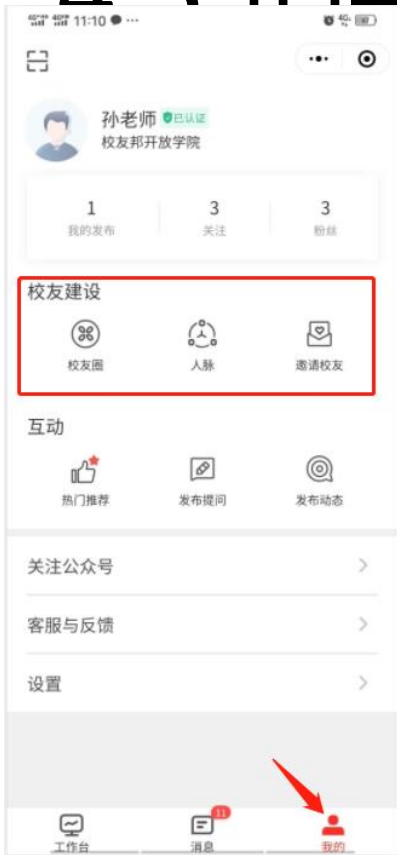 11:10
孙老师 已认证
校友邦开放学院
1 3 3
我的发布 关注 粉丝
校友建设
校友圈 人脉 邀请校友
互动
热门推荐 发布提问 发布动态
关注公众号
客服与反馈
设置
11
工作台 消息 我的